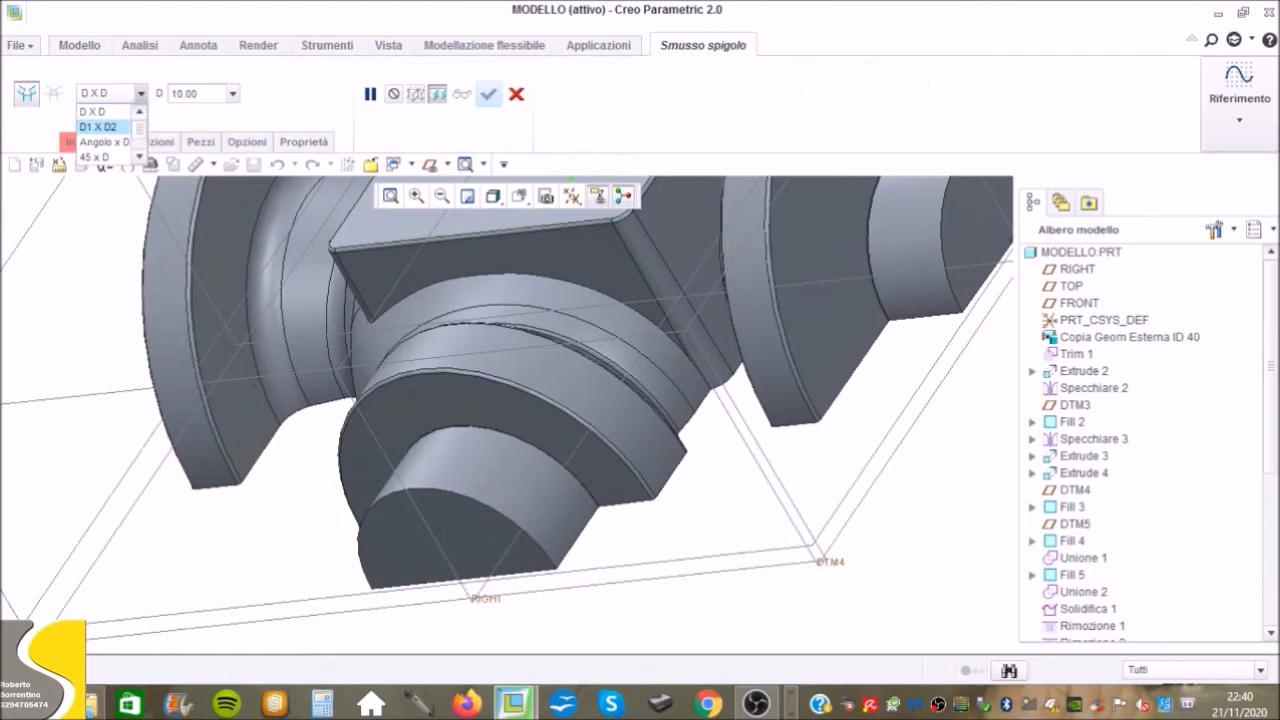 MODELLO (attivo) - Creo Parametric 2.0
File Modello Analisi Annota Render Strumenti Vista Modellazione flessibile Applicazioni Smusso spigolo
D X D D 10.00
D X D
D1 X D2
Angolo x D
45 x D
Pezzi Opzioni Proprietà
Riferimento
Albero modello
MODELLO.PRT
RIGHT
TOP
FRONT
PRT_CSYS_DEF
Copia Geom Esterna ID 40
Trim 1
Extrude 2
Specchiare 2
DTM3
Fill 2
Specchiare 3
Extrude 3
Extrude 4
DTM4
Fill 3
DTM5
Fill 4
Unione 1
Fill 5
Unione 2
Solidifica 1
Rimozione 1
DTM4
RIGHT
Tutti
Roberto
Sorrentino
3294706474
22:40
21/11/2020